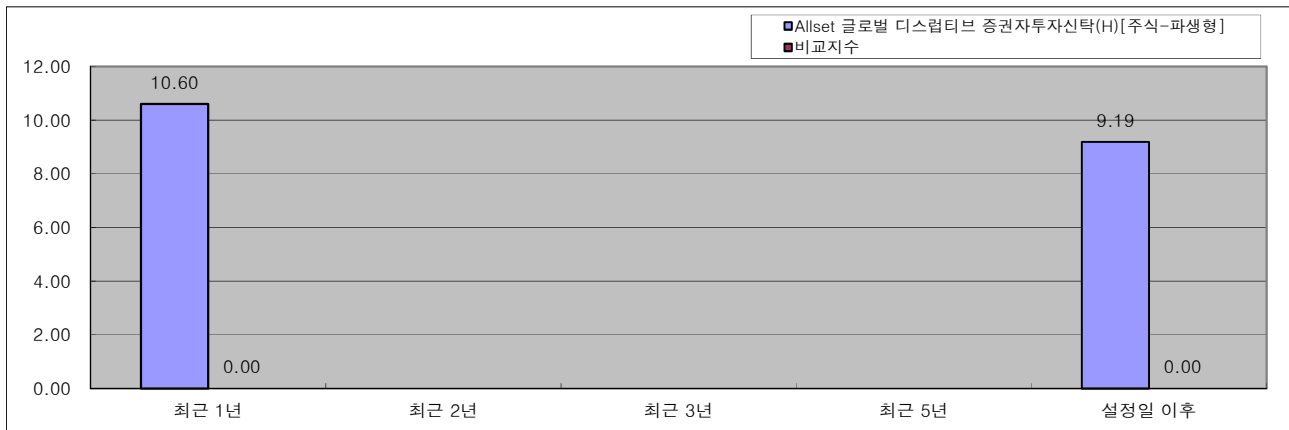 ■Allset 글로벌 디스럽티브 증권자투자신탁(H)[주식-파생형]
■비교지수
12.00
10.00
8.00
6.00
4.00
2.00
0.00
10.60
0.00
9.19
0.00
최근 1년
최근 2년
최근 3년
최근 5년
설정일 이후